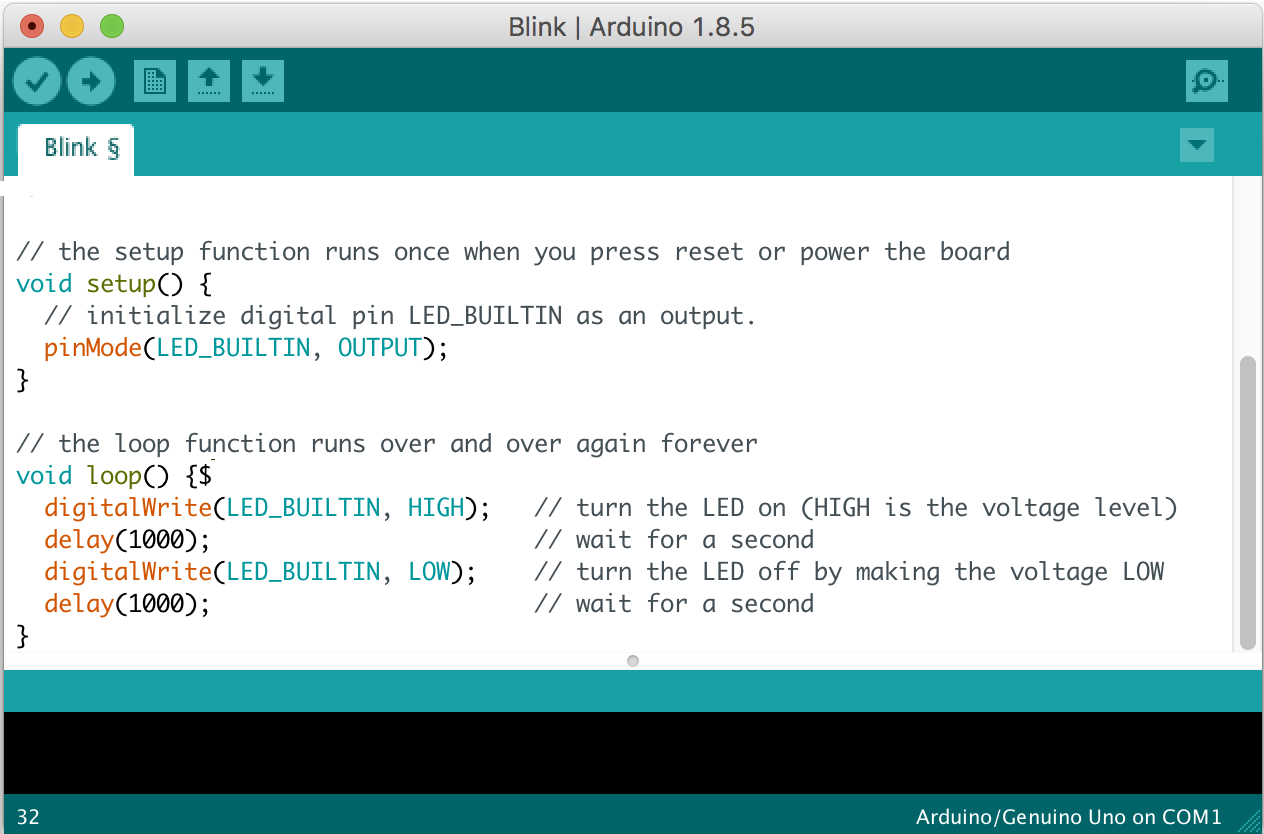 Blink | Arduino 1.8.5
Blink §
// the setup function runs once when you press reset or power the board
void setup() {
  // initialize digital pin LED_BUILTIN as an output.
  pinMode(LED_BUILTIN, OUTPUT);
}
// the loop function runs over and over again forever
void loop() {$
  digitalWrite(LED_BUILTIN, HIGH);   // turn the LED on (HIGH is the voltage level)
  delay(1000);                       // wait for a second
  digitalWrite(LED_BUILTIN, LOW);    // turn the LED off by making the voltage LOW
  delay(1000);                       // wait for a second
}
32 Arduino/Genuino Uno on COM1